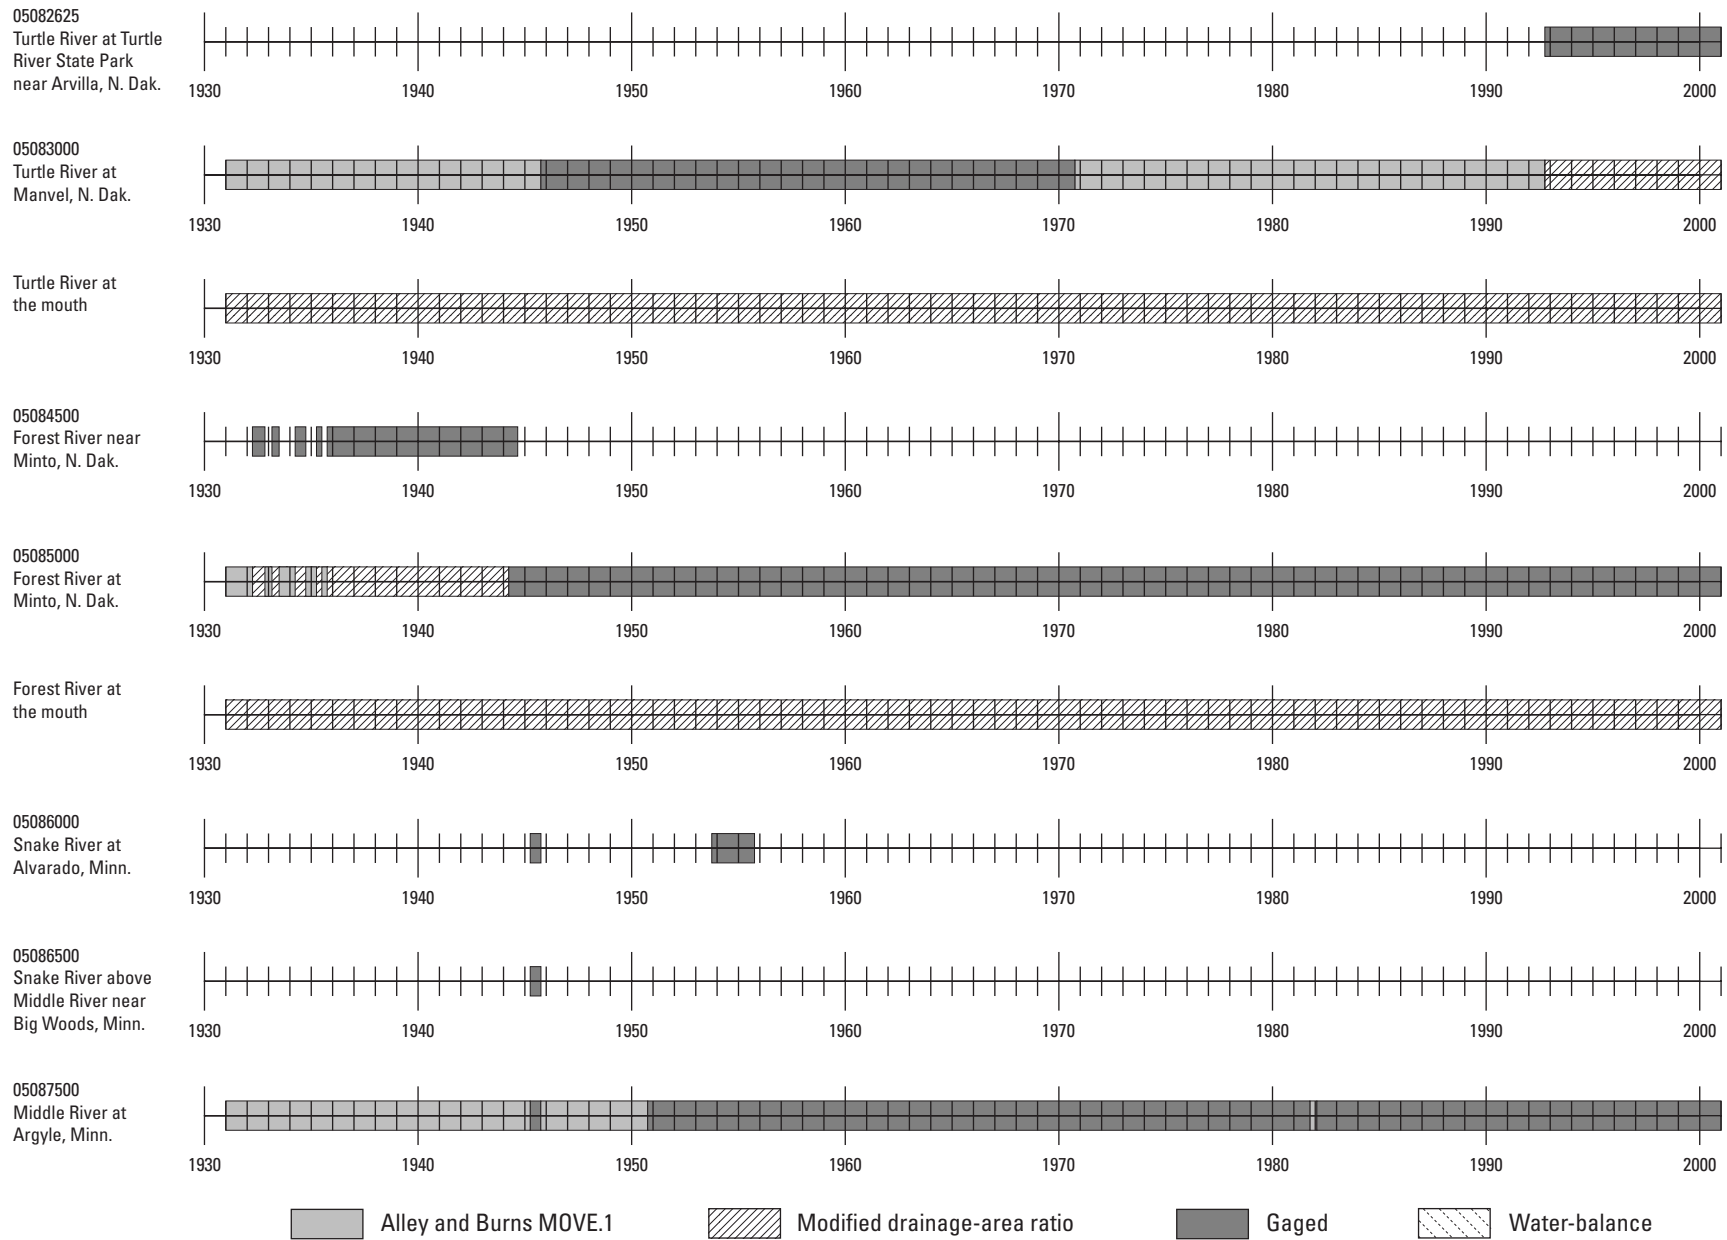 05082625
Turtle River at Turtle
River State Park
near Arvilla, N. Dak.
1930 1940 1950 1960 1970 1980 1990 2000
05083000
Turtle River at
Manvel, N. Dak.
1930 1940 1950 1960 1970 1980 1990 2000
Turtle River at
the mouth
1930 1940 1950 1960 1970 1980 1990 2000
05084500
Forest River near
Minto, N. Dak.
1930 1940 1950 1960 1970 1980 1990 2000
05085000
Forest River at
Minto, N. Dak.
1930 1940 1950 1960 1970 1980 1990 2000
Forest River at
the mouth
1930 1940 1950 1960 1970 1980 1990 2000
05086000
Snake River at
Alvarado, Minn.
1930 1940 1950 1960 1970 1980 1990 2000
05086500
Snake River above
Middle River near
Big Woods, Minn.
1930 1940 1950 1960 1970 1980 1990 2000
05087500
Middle River at
Argyle, Minn.
1930 1940 1950 1960 1970 1980 1990 2000
Alley and Burns MOVE.1 Modified drainage-area ratio Gaged Water-balance